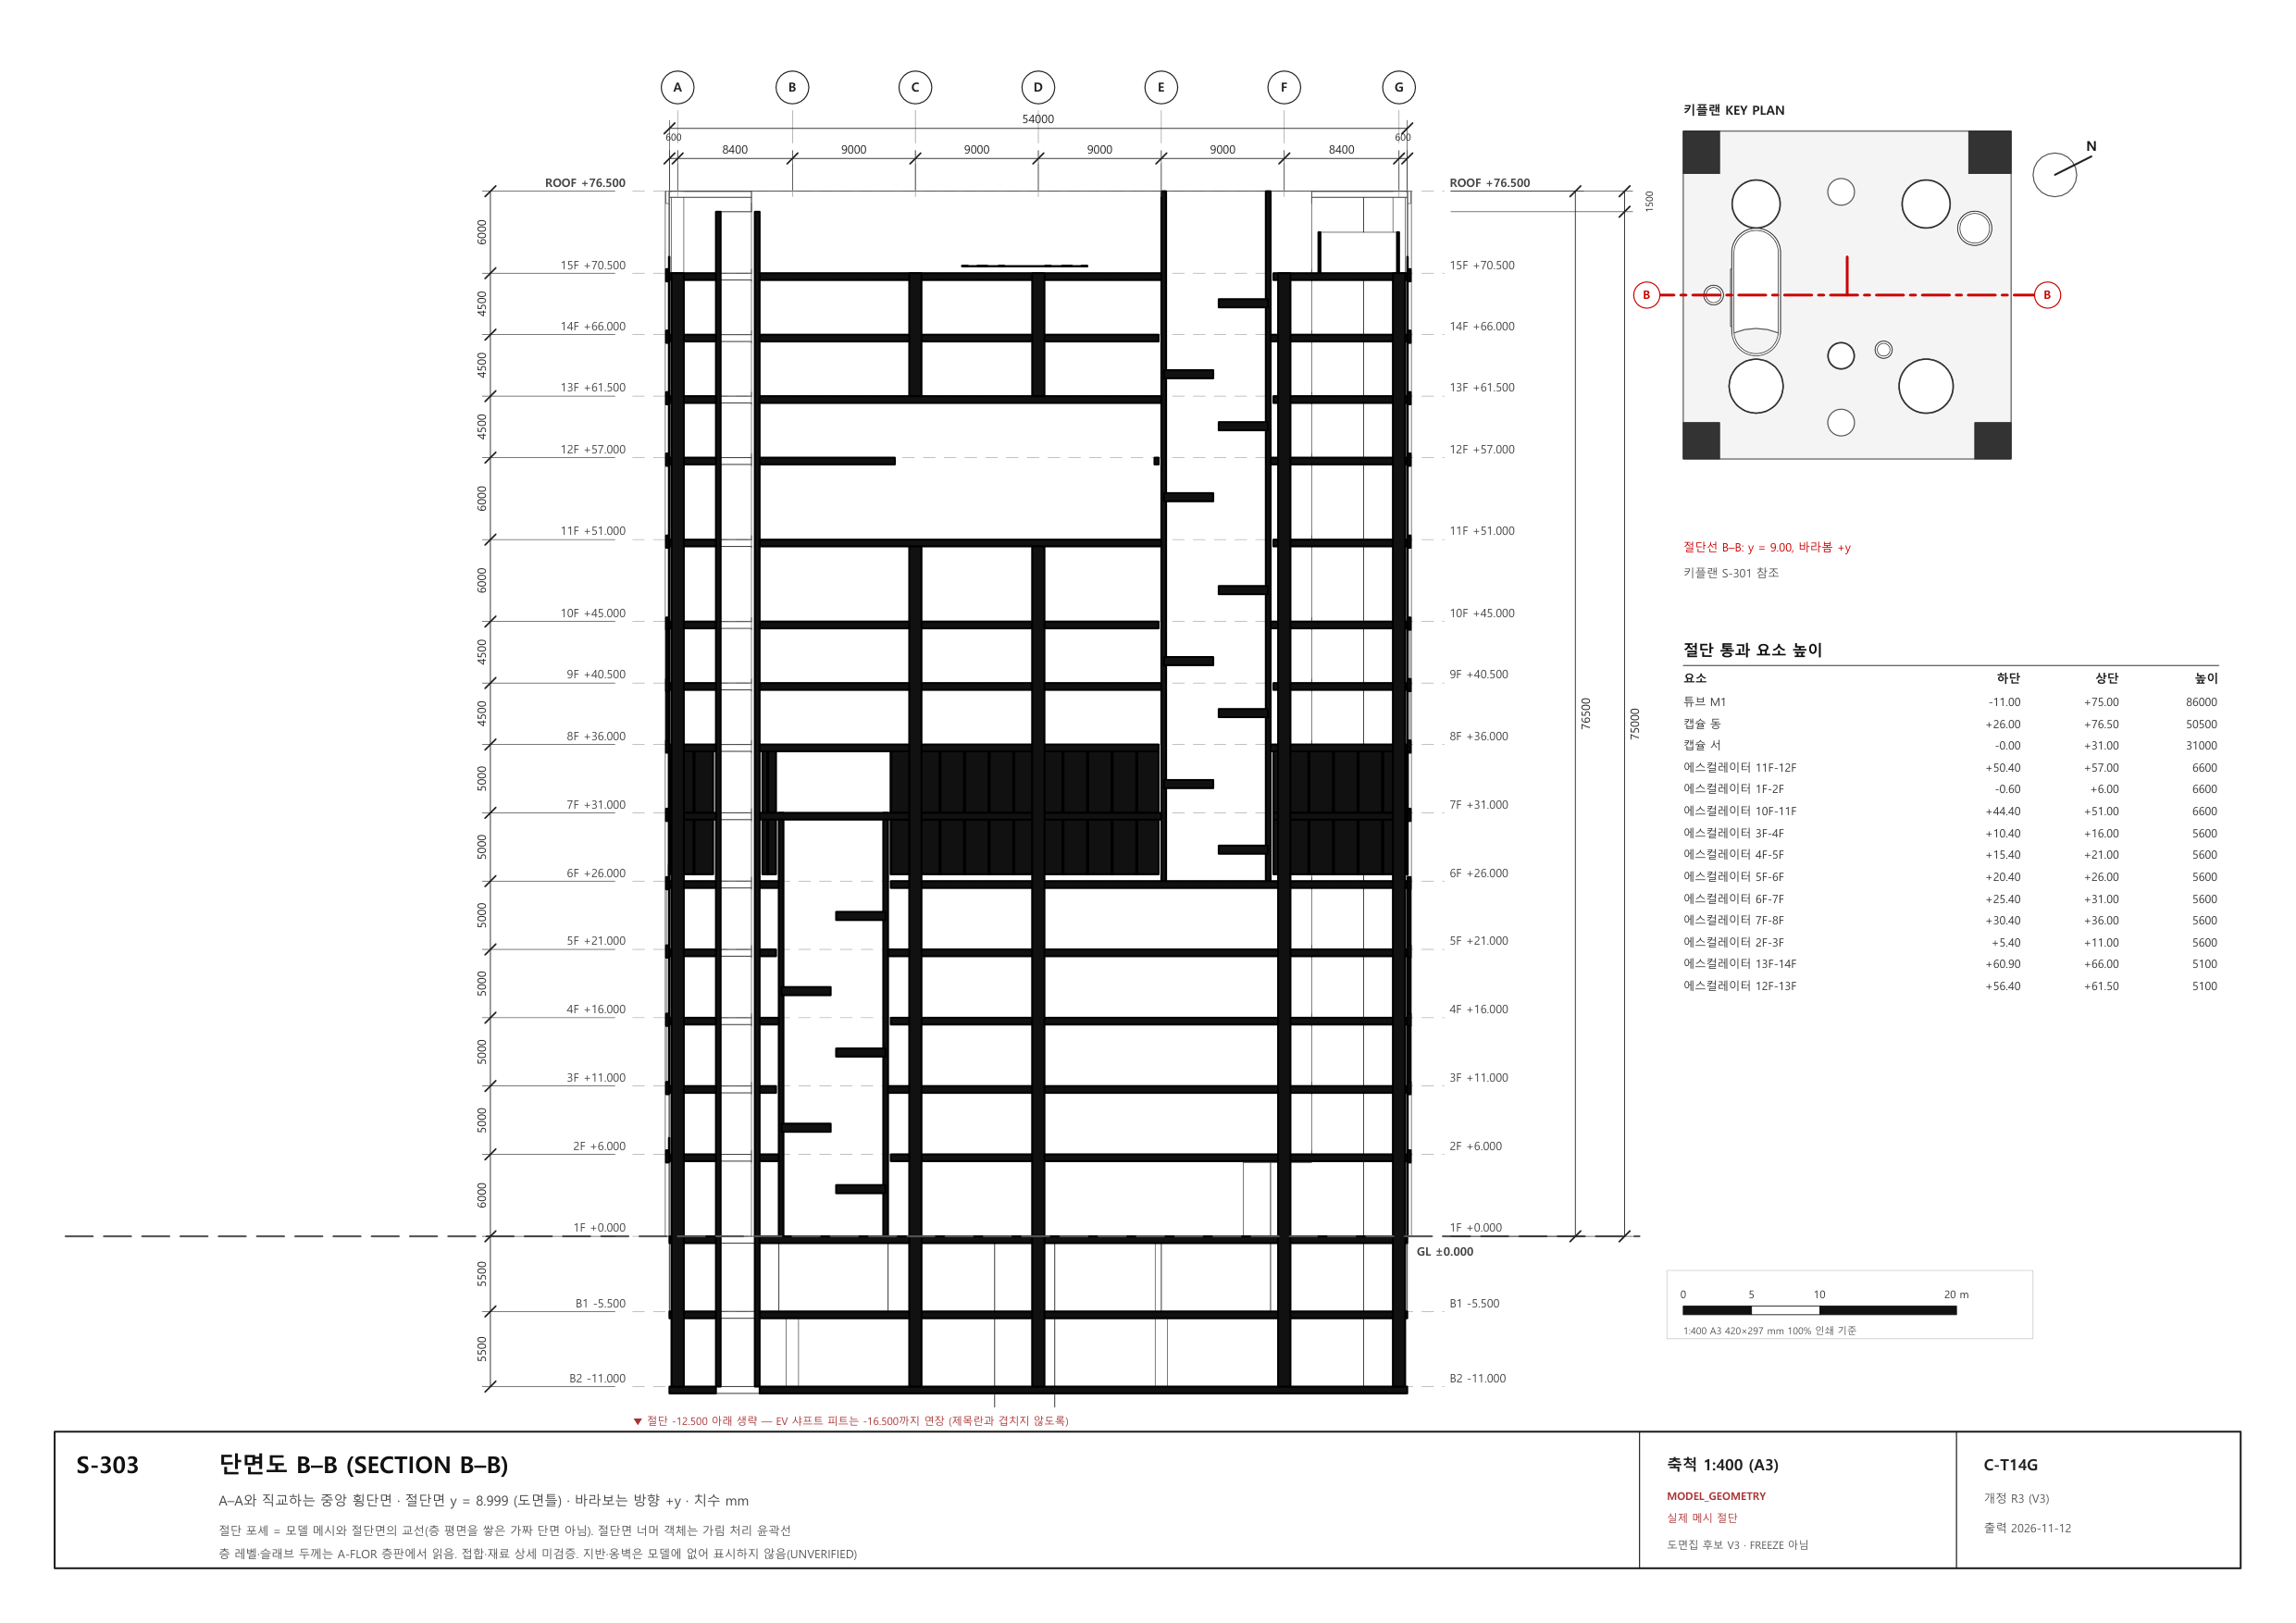 A B C D E F G
54000
600 600
8400 9000 9000 9000 9000 8400
키플랜 KEY PLAN
N
B B
ROOF +76.500 ROOF +76.500
1500
6000
15F +70.500 15F +70.500
4500
14F +66.000 14F +66.000
4500
13F +61.500 13F +61.500
4500
12F +57.000 12F +57.000
6000
11F +51.000 11F +51.000
6000
10F +45.000 10F +45.000
4500
9F +40.500 9F +40.500
4500
76500
75000
8F +36.000 8F +36.000
5000
7F +31.000 7F +31.000
5000
6F +26.000 6F +26.000
5000
5F +21.000 5F +21.000
5000
4F +16.000 4F +16.000
5000
3F +11.000 3F +11.000
5000
2F +6.000 2F +6.000
6000
1F +0.000 1F +0.000
GL ±0.000
5500
B1 -5.500 B1 -5.500
5500
B2 -11.000 B2 -11.000
절단선 B–B: y = 9.00, 바라봄 +y
키플랜 S-301 참조
절단 통과 요소 높이
요소 하단 상단 높이
튜브 M1 -11.00 +75.00 86000
캡슐 동 +26.00 +76.50 50500
캡슐 서 -0.00 +31.00 31000
에스컬레이터 11F-12F +50.40 +57.00 6600
에스컬레이터 1F-2F -0.60 +6.00 6600
에스컬레이터 10F-11F +44.40 +51.00 6600
에스컬레이터 3F-4F +10.40 +16.00 5600
에스컬레이터 4F-5F +15.40 +21.00 5600
에스컬레이터 5F-6F +20.40 +26.00 5600
에스컬레이터 6F-7F +25.40 +31.00 5600
에스컬레이터 7F-8F +30.40 +36.00 5600
에스컬레이터 2F-3F +5.40 +11.00 5600
에스컬레이터 13F-14F +60.90 +66.00 5100
에스컬레이터 12F-13F +56.40 +61.50 5100
0 5 10 20 m
1:400 A3 420×297 mm 100% 인쇄 기준
▼ 절단 -12.500 아래 생략 — EV 샤프트 피트는 -16.500까지 연장 (제목란과 겹치지 않도록)
S-303
단면도 B–B (SECTION B–B)
A–A와 직교하는 중앙 횡단면 · 절단면 y = 8.999 (도면틀) · 바라보는 방향 +y · 치수 mm
절단 포셰 = 모델 메시와 절단면의 교선(층 평면을 쌓은 가짜 단면 아님). 절단면 너머 객체는 가림 처리 윤곽선
층 레벨·슬래브 두께는 A-FLOR 층판에서 읽음. 접합·재료 상세 미검증. 지반·옹벽은 모델에 없어 표시하지 않음(UNVERIFIED)
축척 1:400 (A3)
MODEL_GEOMETRY
실제 메시 절단
도면집 후보 V3 · FREEZE 아님
C-T14G
개정 R3 (V3)
출력 2026-11-12